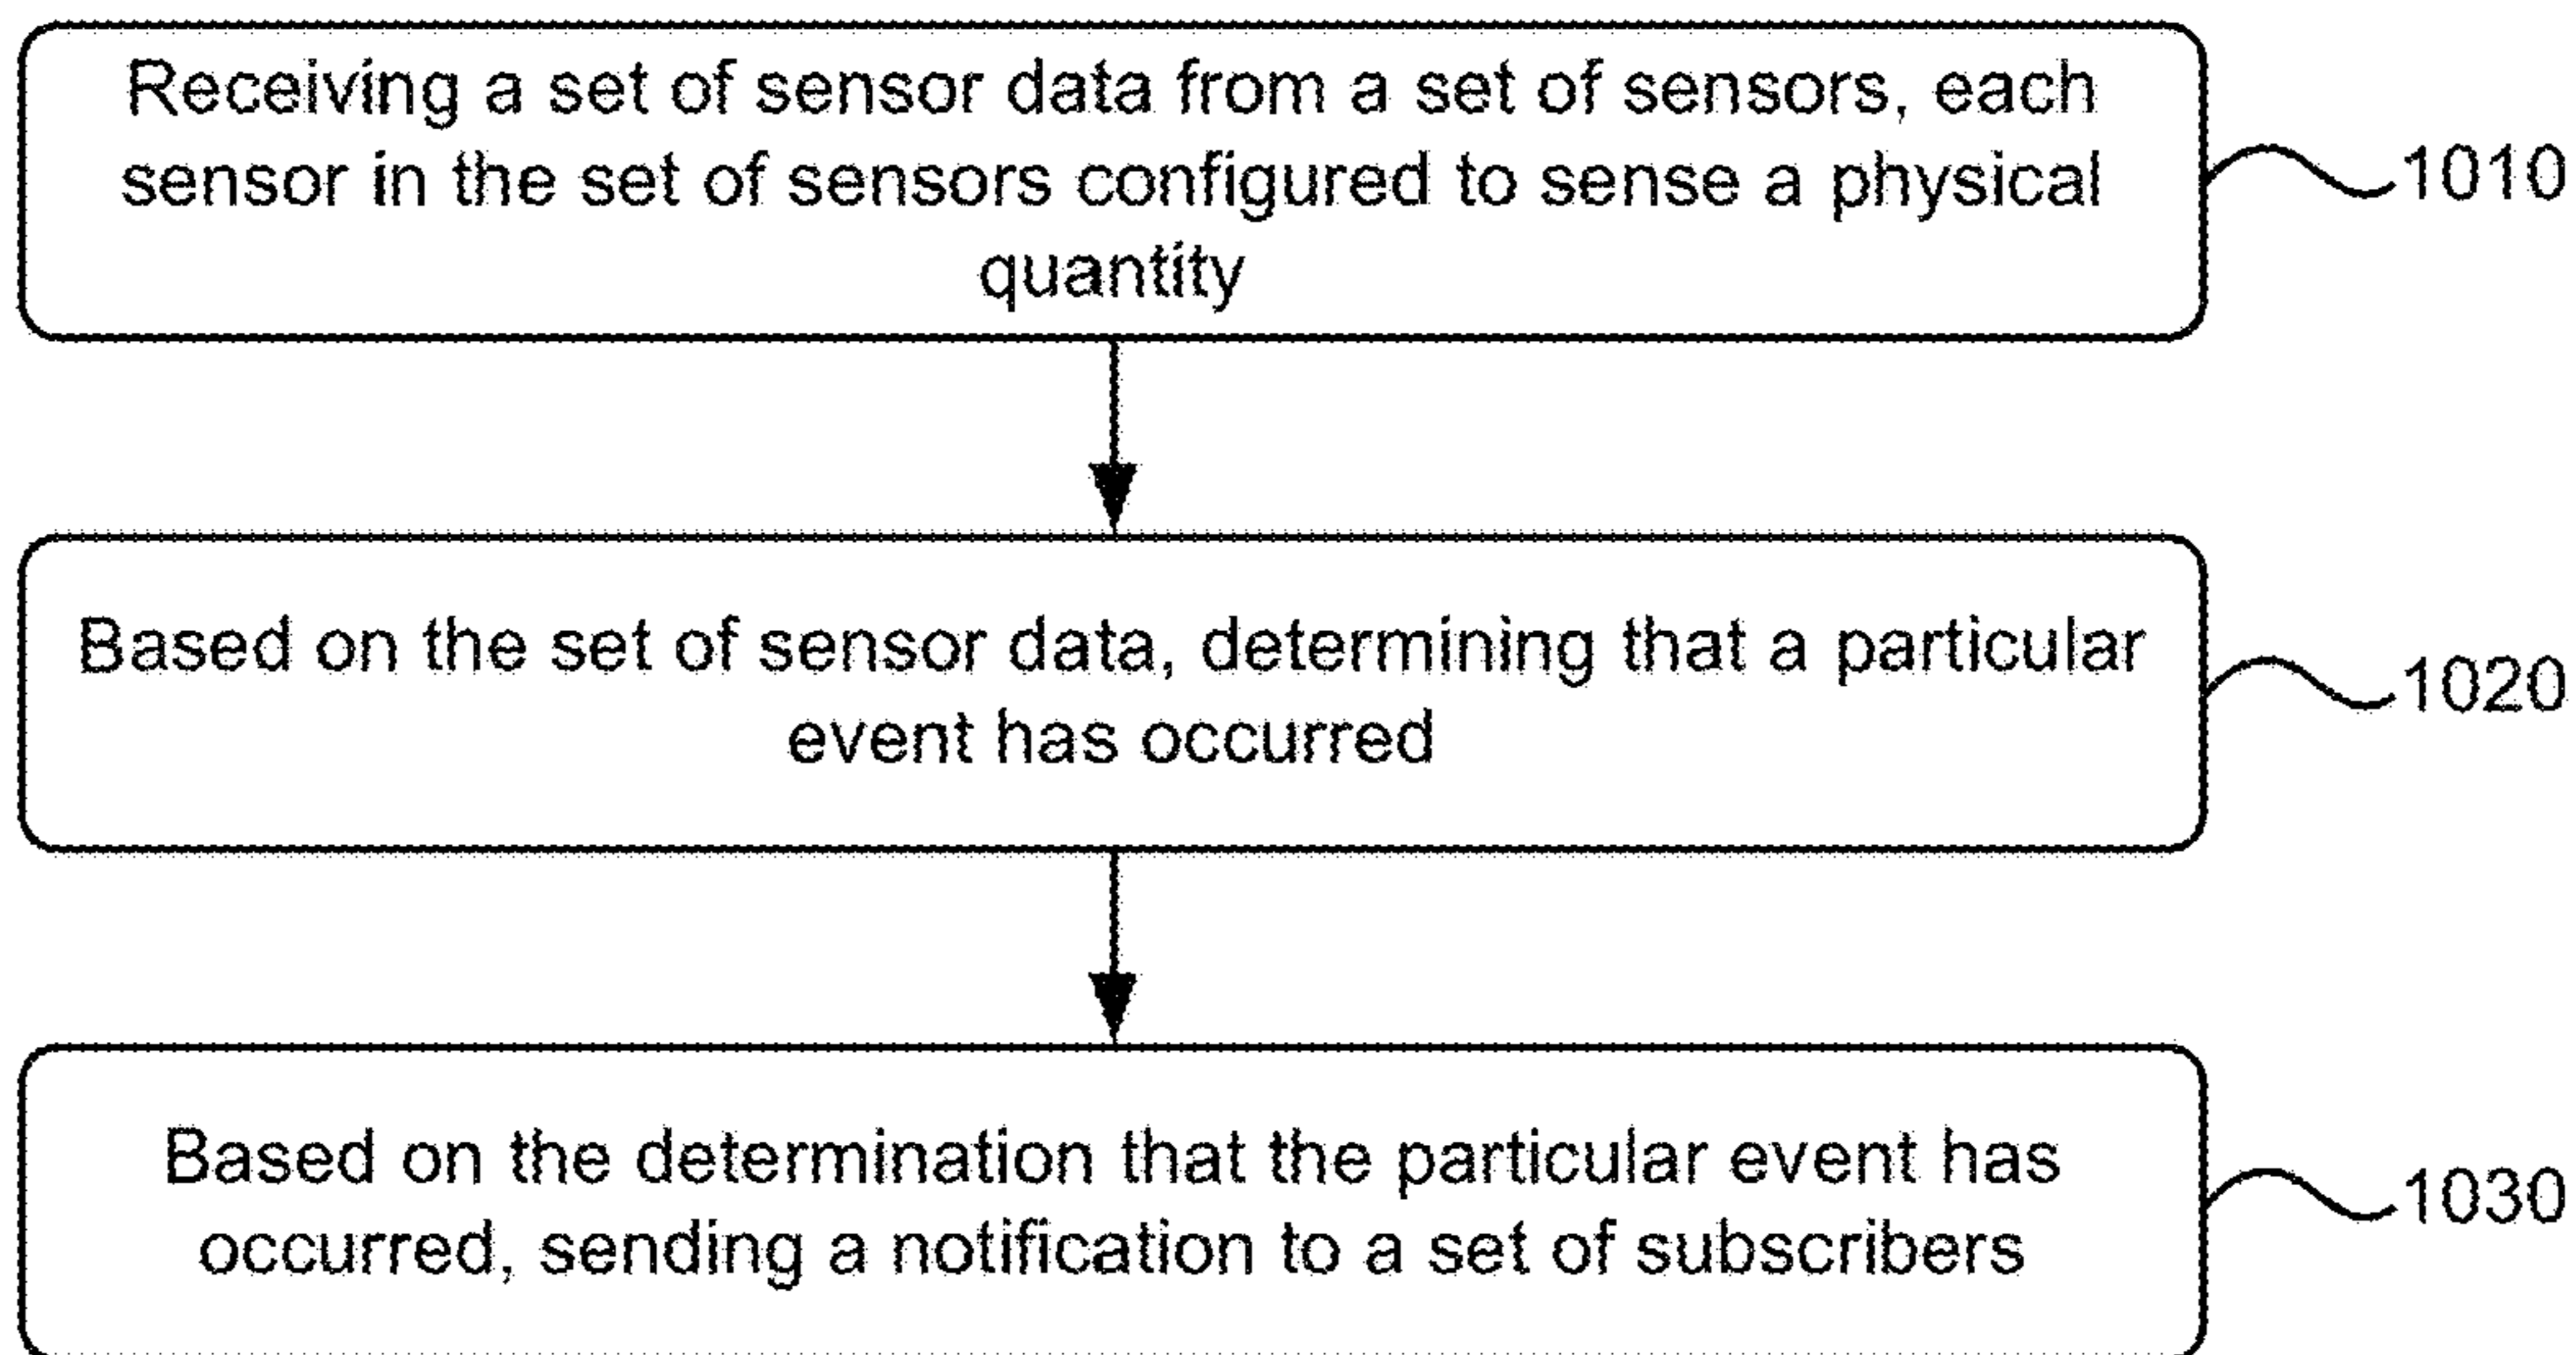 Receiving a set of sensor data from a set of sensors, each
sensor in the set of sensors configured to sense a physical
quantity
1010
Based on the set of sensor data, determining that a particular
event has occurred
1020
Based on the determination that the particular event has
occurred, sending a notification to a set of subscribers
1030